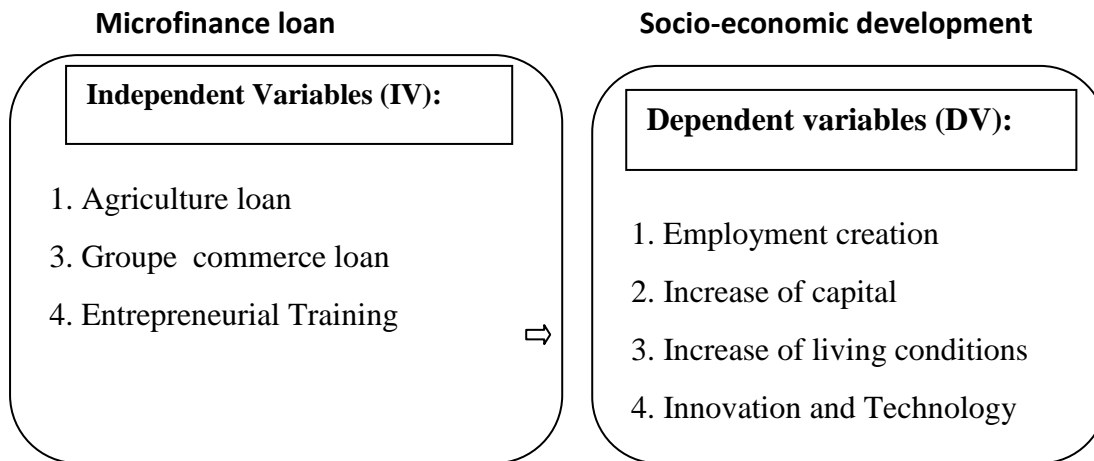 Microfinance loan
Socio-economic development
Independent Variables (IV):
1. Agriculture loan
3. Groupe commerce loan
4. Entrepreneurial Training
Dependent variables (DV):
1. Employment creation
2. Increase of capital
3. Increase of living conditions
4. Innovation and Technology